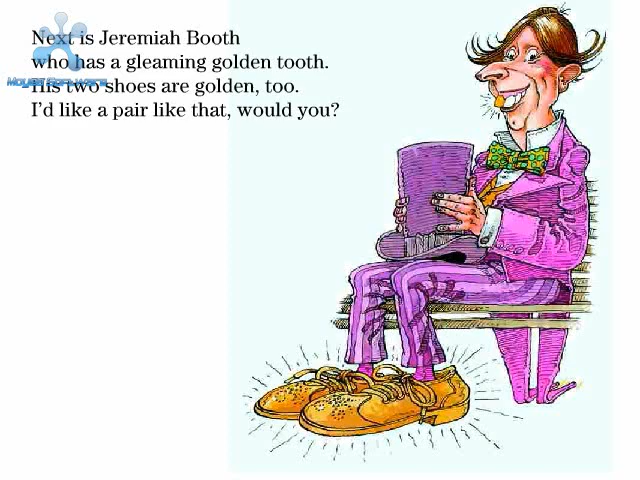 Next is Jeremiah Booth
who has a gleaming golden tooth.
His two shoes are golden, too.
I'd like a pair like that, would you?